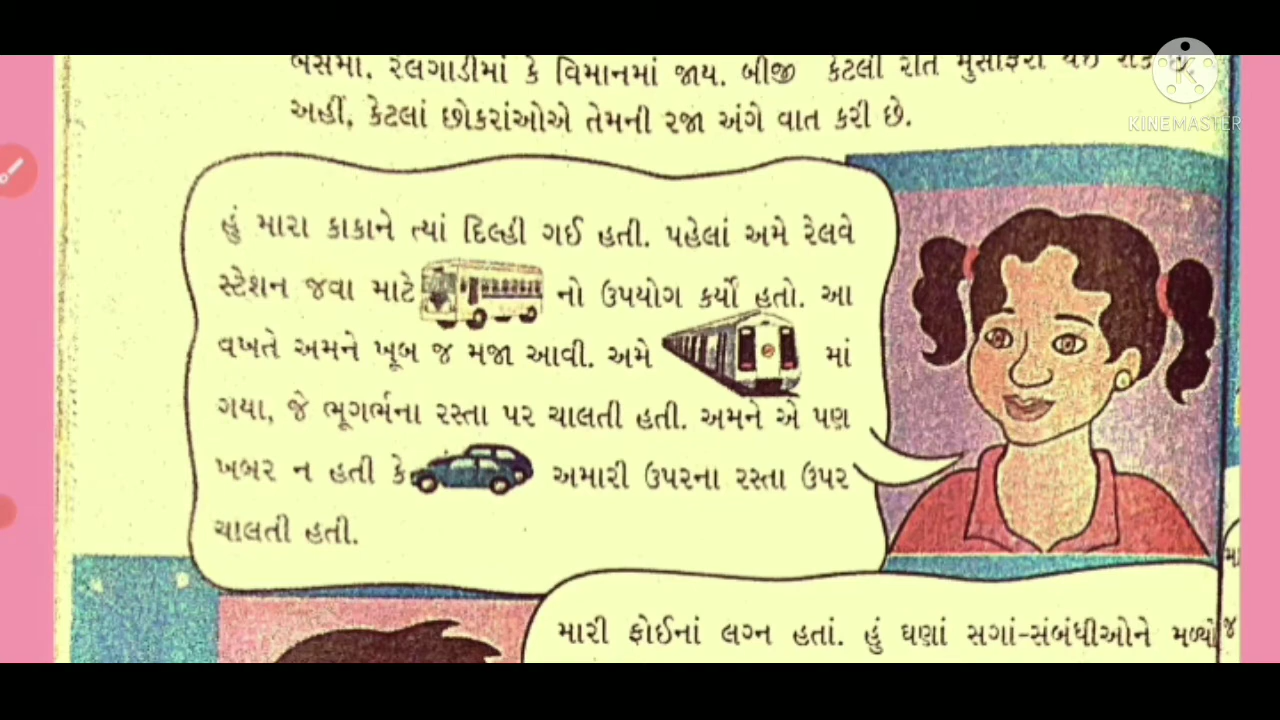 બસમાં, રેલગાડીમાં કે વિમાનમાં જાય. બીજી કેટલી રીતે મુસાફરી
અહીં, કેટલાં છોકરાંઓએ તેમની રજા અંગે વાત કરી છે.
KINEMASTER
હું મારા કાકાને ત્યાં દિલ્હી ગઈ હતી. પહેલાં અમે રેલવે
સ્ટેશન જવા માટે નો ઉપયોગ કર્યો હતો. આ
વખતે અમને ખૂબ જ મજા આવી. અમે માં
ગયા, જે ભૂગર્ભના રસ્તા પર ચાલતી હતી. અમને એ પણ
ખબર ન હતી કે અમારી ઉપરના રસ્તા ઉપર
ચાલતી હતી.
મારી ફોઈનાં લગ્ન હતાં. હું ઘણાં સગાં-સંબંધીઓને મળ્યો